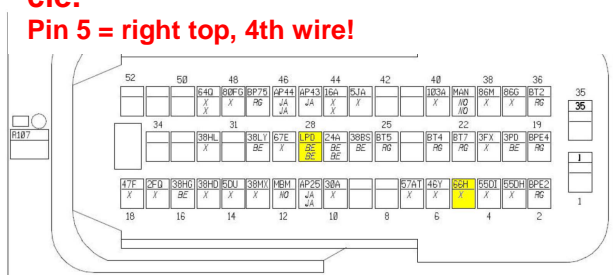 Pin 5 = right top, 4th wire!
52 50 48 46 44 42 40 38 36
64Q 80FG BP75 AP44 AP43 16A 5JA 103A MAN 86M 86G BT2
X X RG JA JA X X X NO X X RG
X JA X NO
35
35
R107
34 31 28 25 22 19
38HL 38LY 67E LPD 24A 38BS BT5 BT4 BT7 3FX 3PD BPE4
X BE X BE BE BE RG RG RG X BE RG
BE BE
1
47F 2FQ 38HG 38HD 5DU 38MX MBM AP25 30A 57AT 46Y 66H 55DI 55DH BPE2
X X BE X X X NO JA X X X X X X RG
JA
18 16 14 12 10 8 6 4 2
1